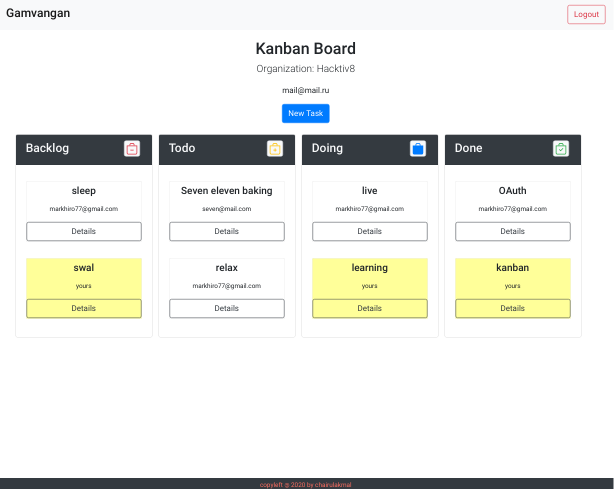 Gamvangan
Logout
Kanban Board
Organization: Hacktiv8
mail@mail.ru
New Task
Backlog
sleep
markhiro77@gmail.com
Details
swal
yours
Details
Todo
Seven eleven baking
seven@mail.com
Details
relax
markhiro77@gmail.com
Details
Doing
live
markhiro77@gmail.com
Details
learning
yours
Details
Done
OAuth
markhiro77@gmail.com
Details
kanban
yours
Details
copyleft @ 2020 by chairulakmal